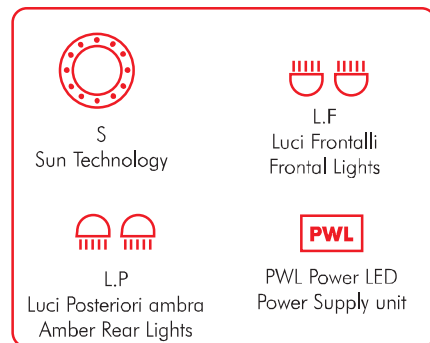 S
Sun Technology
L.F
Luci Frontalli
Frontal Lights
L.P
Luci Posteriori ambra
Amber Rear Lights
PWL
PWL Power LED
Power Supply unit